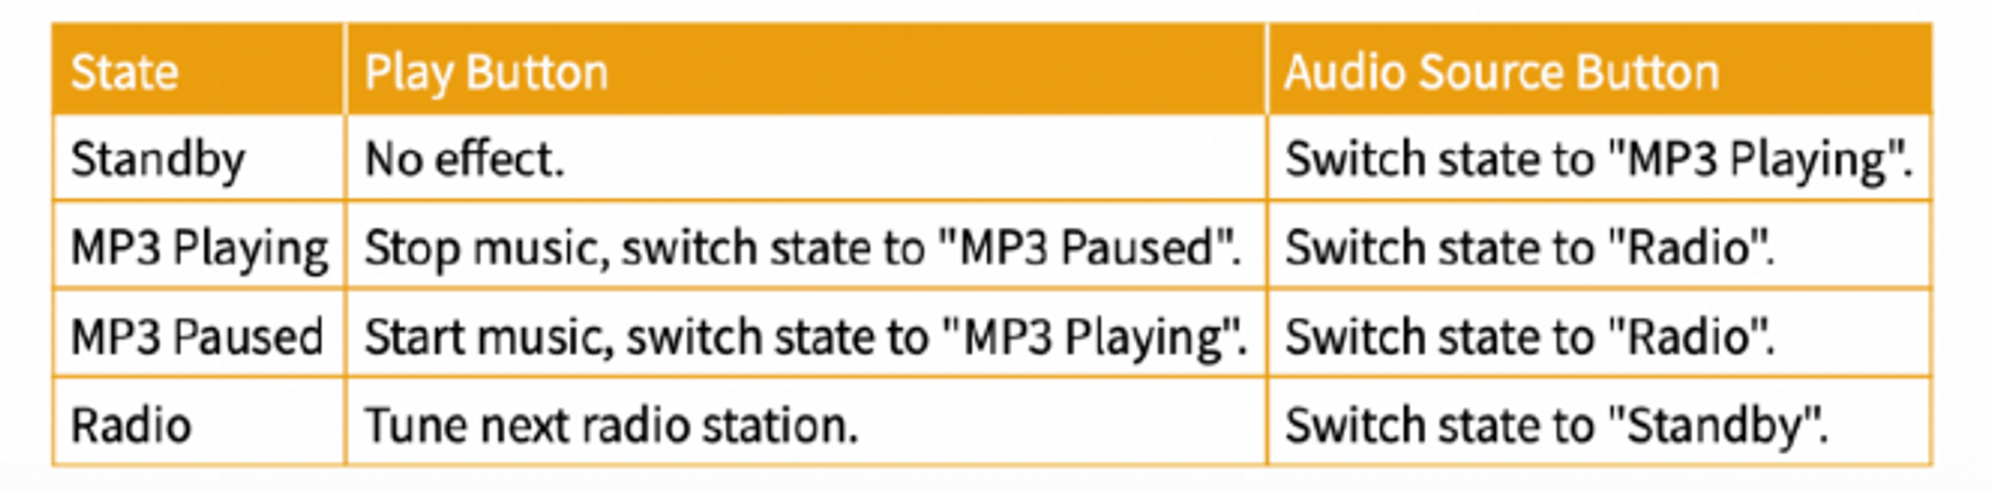 State Play Button Audio Source Button
Standby No effect. Switch state to "MP3 Playing".
MP3 Playing Stop music, switch state to "MP3 Paused". Switch state to "Radio".
MP3 Paused Start music, switch state to "MP3 Playing". Switch state to "Radio".
Radio Tune next radio station. Switch state to "Standby".